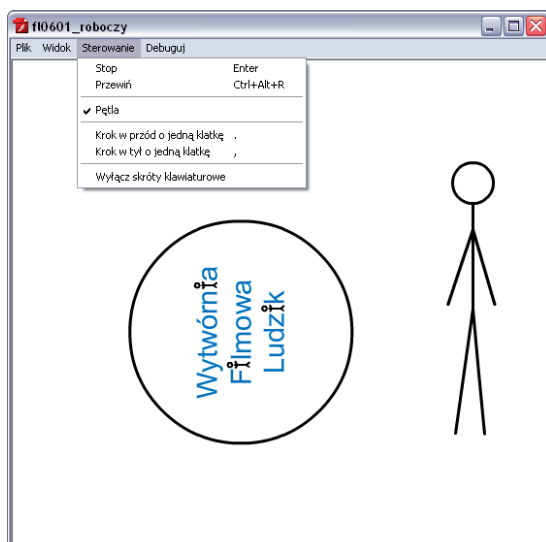 fl0601_roboczy
Plik Widok Sterowanie Debuguj
Stop Enter
Przewiń Ctrl+Alt+R
Pętla
Krok w przód o jedną klatkę .
Krok w tył o jedną klatkę ,
Wyłącz skróty klawiaturowe
Wytwórnia
Filmowa
Ludzik